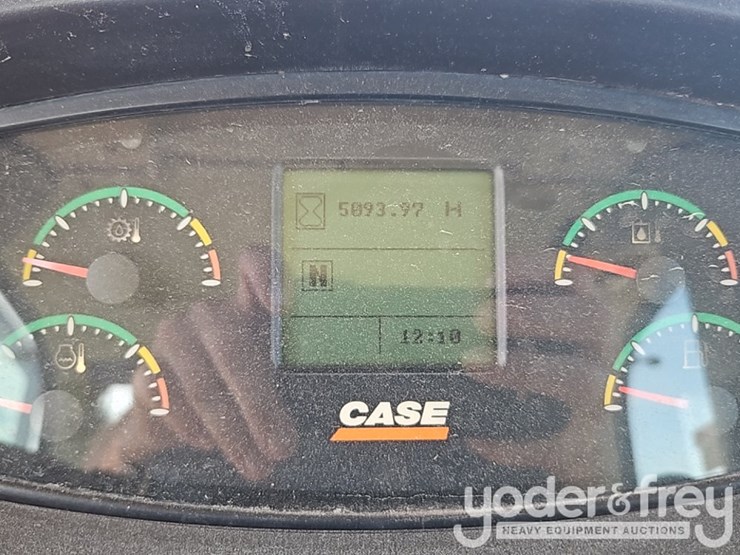 5093.97 H
N
12:10
CASE
yoder&frey
HEAVY EQUIPMENT AUCTIONS